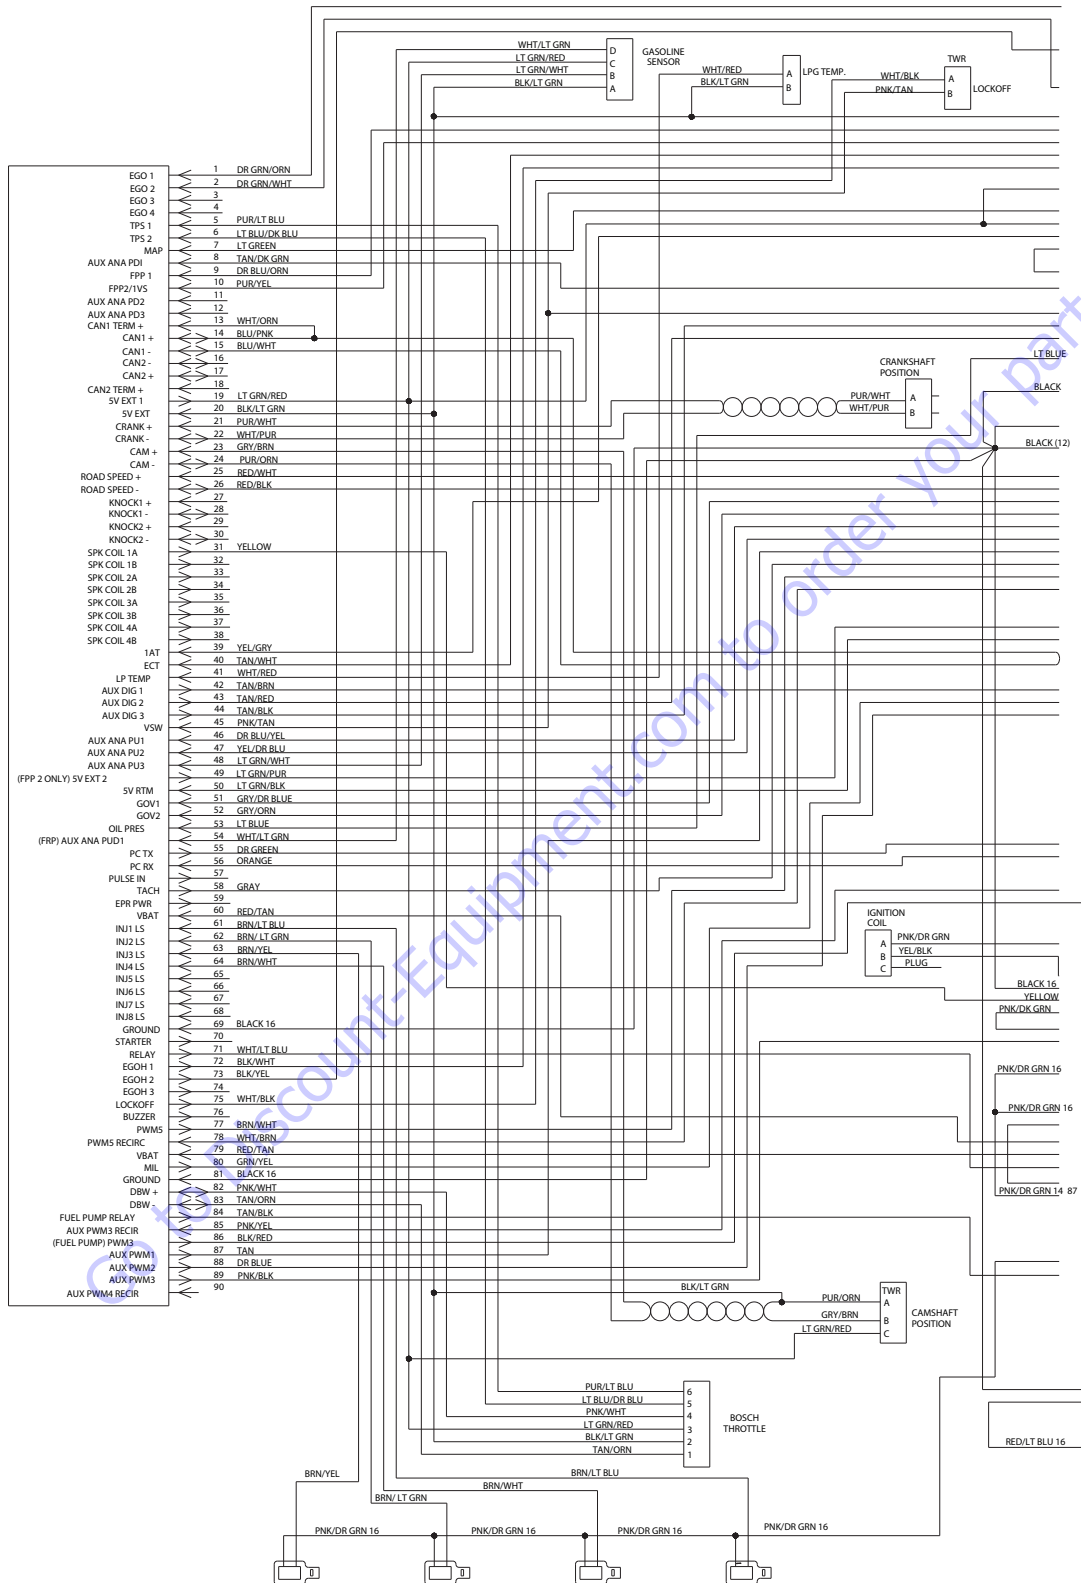 WHT/LT GRN
D
GASOLINE
SENSOR
LT GRN/RED
C
LT GRN/WHT
B
BLK/LT GRN
A
WHT/RED
A
LPG TEMP.
BLK/LT GRN
B
TWR
WHT/BLK
A
PNK/TAN
B
LOCKOFF
EGO 1
1
DR GRN/ORN
EGO 2
2
DR GRN/WHT
EGO 3
3
EGO 4
4
TPS 1
5
PUR/LT BLU
TPS 2
6
LT BLU/DK BLU
MAP
7
LT GREEN
AUX ANA PDI
8
TAN/DK GRN
FPP 1
9
DR BLU/ORN
FPP2/1VS
10
PUR/YEL
AUX ANA PD2
11
AUX ANA PD3
12
CAN1 TERM +
13
WHT/ORN
CAN1 +
14
BLU/PNK
CAN1 -
15
BLU/WHT
CAN2 -
16
CAN2 +
17
CAN2 TERM +
18
5V EXT 1
19
LT GRN/RED
5V EXT
20
BLK/LT GRN
CRANK +
21
PUR/WHT
CRANK -
22
WHT/PUR
CAM +
23
GRY/BRN
CAM -
24
PUR/ORN
ROAD SPEED +
25
RED/WHT
ROAD SPEED -
26
RED/BLK
KNOCK1 +
27
KNOCK1 -
28
KNOCK2 +
29
KNOCK2 -
30
SPK COIL 1A
31
YELLOW
SPK COIL 1B
32
SPK COIL 2A
33
SPK COIL 2B
34
SPK COIL 3A
35
SPK COIL 3B
36
SPK COIL 4A
37
SPK COIL 4B
38
1AT
39
YEL/GRY
ECT
40
TAN/WHT
LP TEMP
41
WHT/RED
AUX DIG 1
42
TAN/BRN
AUX DIG 2
43
TAN/RED
AUX DIG 3
44
TAN/BLK
VSW
45
PNK/TAN
AUX ANA PU1
46
DR BLU/YEL
AUX ANA PU2
47
YEL/DR BLU
AUX ANA PU3
48
LT GRN/WHT
(FPP 2 ONLY) 5V EXT 2
49
LT GRN/PUR
5V RTM
50
LT GRN/BLK
GOV1
51
GRY/DR BLUE
GOV2
52
GRY/ORN
OIL PRES
53
LT BLUE
(FRP) AUX ANA PUD1
54
WHT/LT GRN
PC TX
55
DR GREEN
PC RX
56
ORANGE
PULSE IN
57
TACH
58
GRAY
EPR PWR
59
VBAT
60
RED/TAN
INJ1 LS
61
BRN/LT BLU
INJ2 LS
62
BRN/ LT GRN
INJ3 LS
63
BRN/YEL
INJ4 LS
64
BRN/WHT
INJ5 LS
65
INJ6 LS
66
INJ7 LS
67
INJ8 LS
68
GROUND
69
BLACK 16
STARTER
70
RELAY
71
WHT/LT BLU
EGOH 1
72
BLK/WHT
EGOH 2
73
BLK/YEL
EGOH 3
74
LOCKOFF
75
WHT/BLK
BUZZER
76
PWM5
77
BRN/WHT
PWM5 RECIRC
78
WHT/BRN
VBAT
79
RED/TAN
MIL
80
GRN/YEL
GROUND
81
BLACK 16
DBW +
82
PNK/WHT
DBW -
83
TAN/ORN
FUEL PUMP RELAY
84
TAN/BLK
AUX PWM3 RECIR
85
PNK/YEL
(FUEL PUMP) PWM3
86
BLK/RED
AUX PWM1
87
TAN
AUX PWM2
88
DR BLUE
AUX PWM3
89
PNK/BLK
AUX PWM4 RECIR
90
LT BLUE
CRANKSHAFT
POSITION
BLACK
PUR/WHT
A
WHT/PUR
B
BLACK (12)
IGNITION
COIL
A
PNK/DR GRN
B
YEL/BLK
C
PLUG
BLACK 16
YELLOW
PNK/DK GRN
PNK/DR GRN 16
PNK/DR GRN 16
PNK/DR GRN 14 87
BLK/LT GRN
TWR
PUR/ORN
A
GRY/BRN
B
LT GRN/RED
C
CAMSHAFT
POSITION
PUR/LT BLU
6
LT BLU/DR BLU
5
PNK/WHT
4
LT GRN/RED
3
BLK/LT GRN
2
TAN/ORN
1
BOSCH
THROTTLE
RED/LT BLU 16
BRN/YEL
BRN/LT BLU
BRN/WHT
BRN/ LT GRN
PNK/DR GRN 16
PNK/DR GRN 16
PNK/DR GRN 16
PNK/DR GRN 16
Go to Discount-Equipment.com to order your part